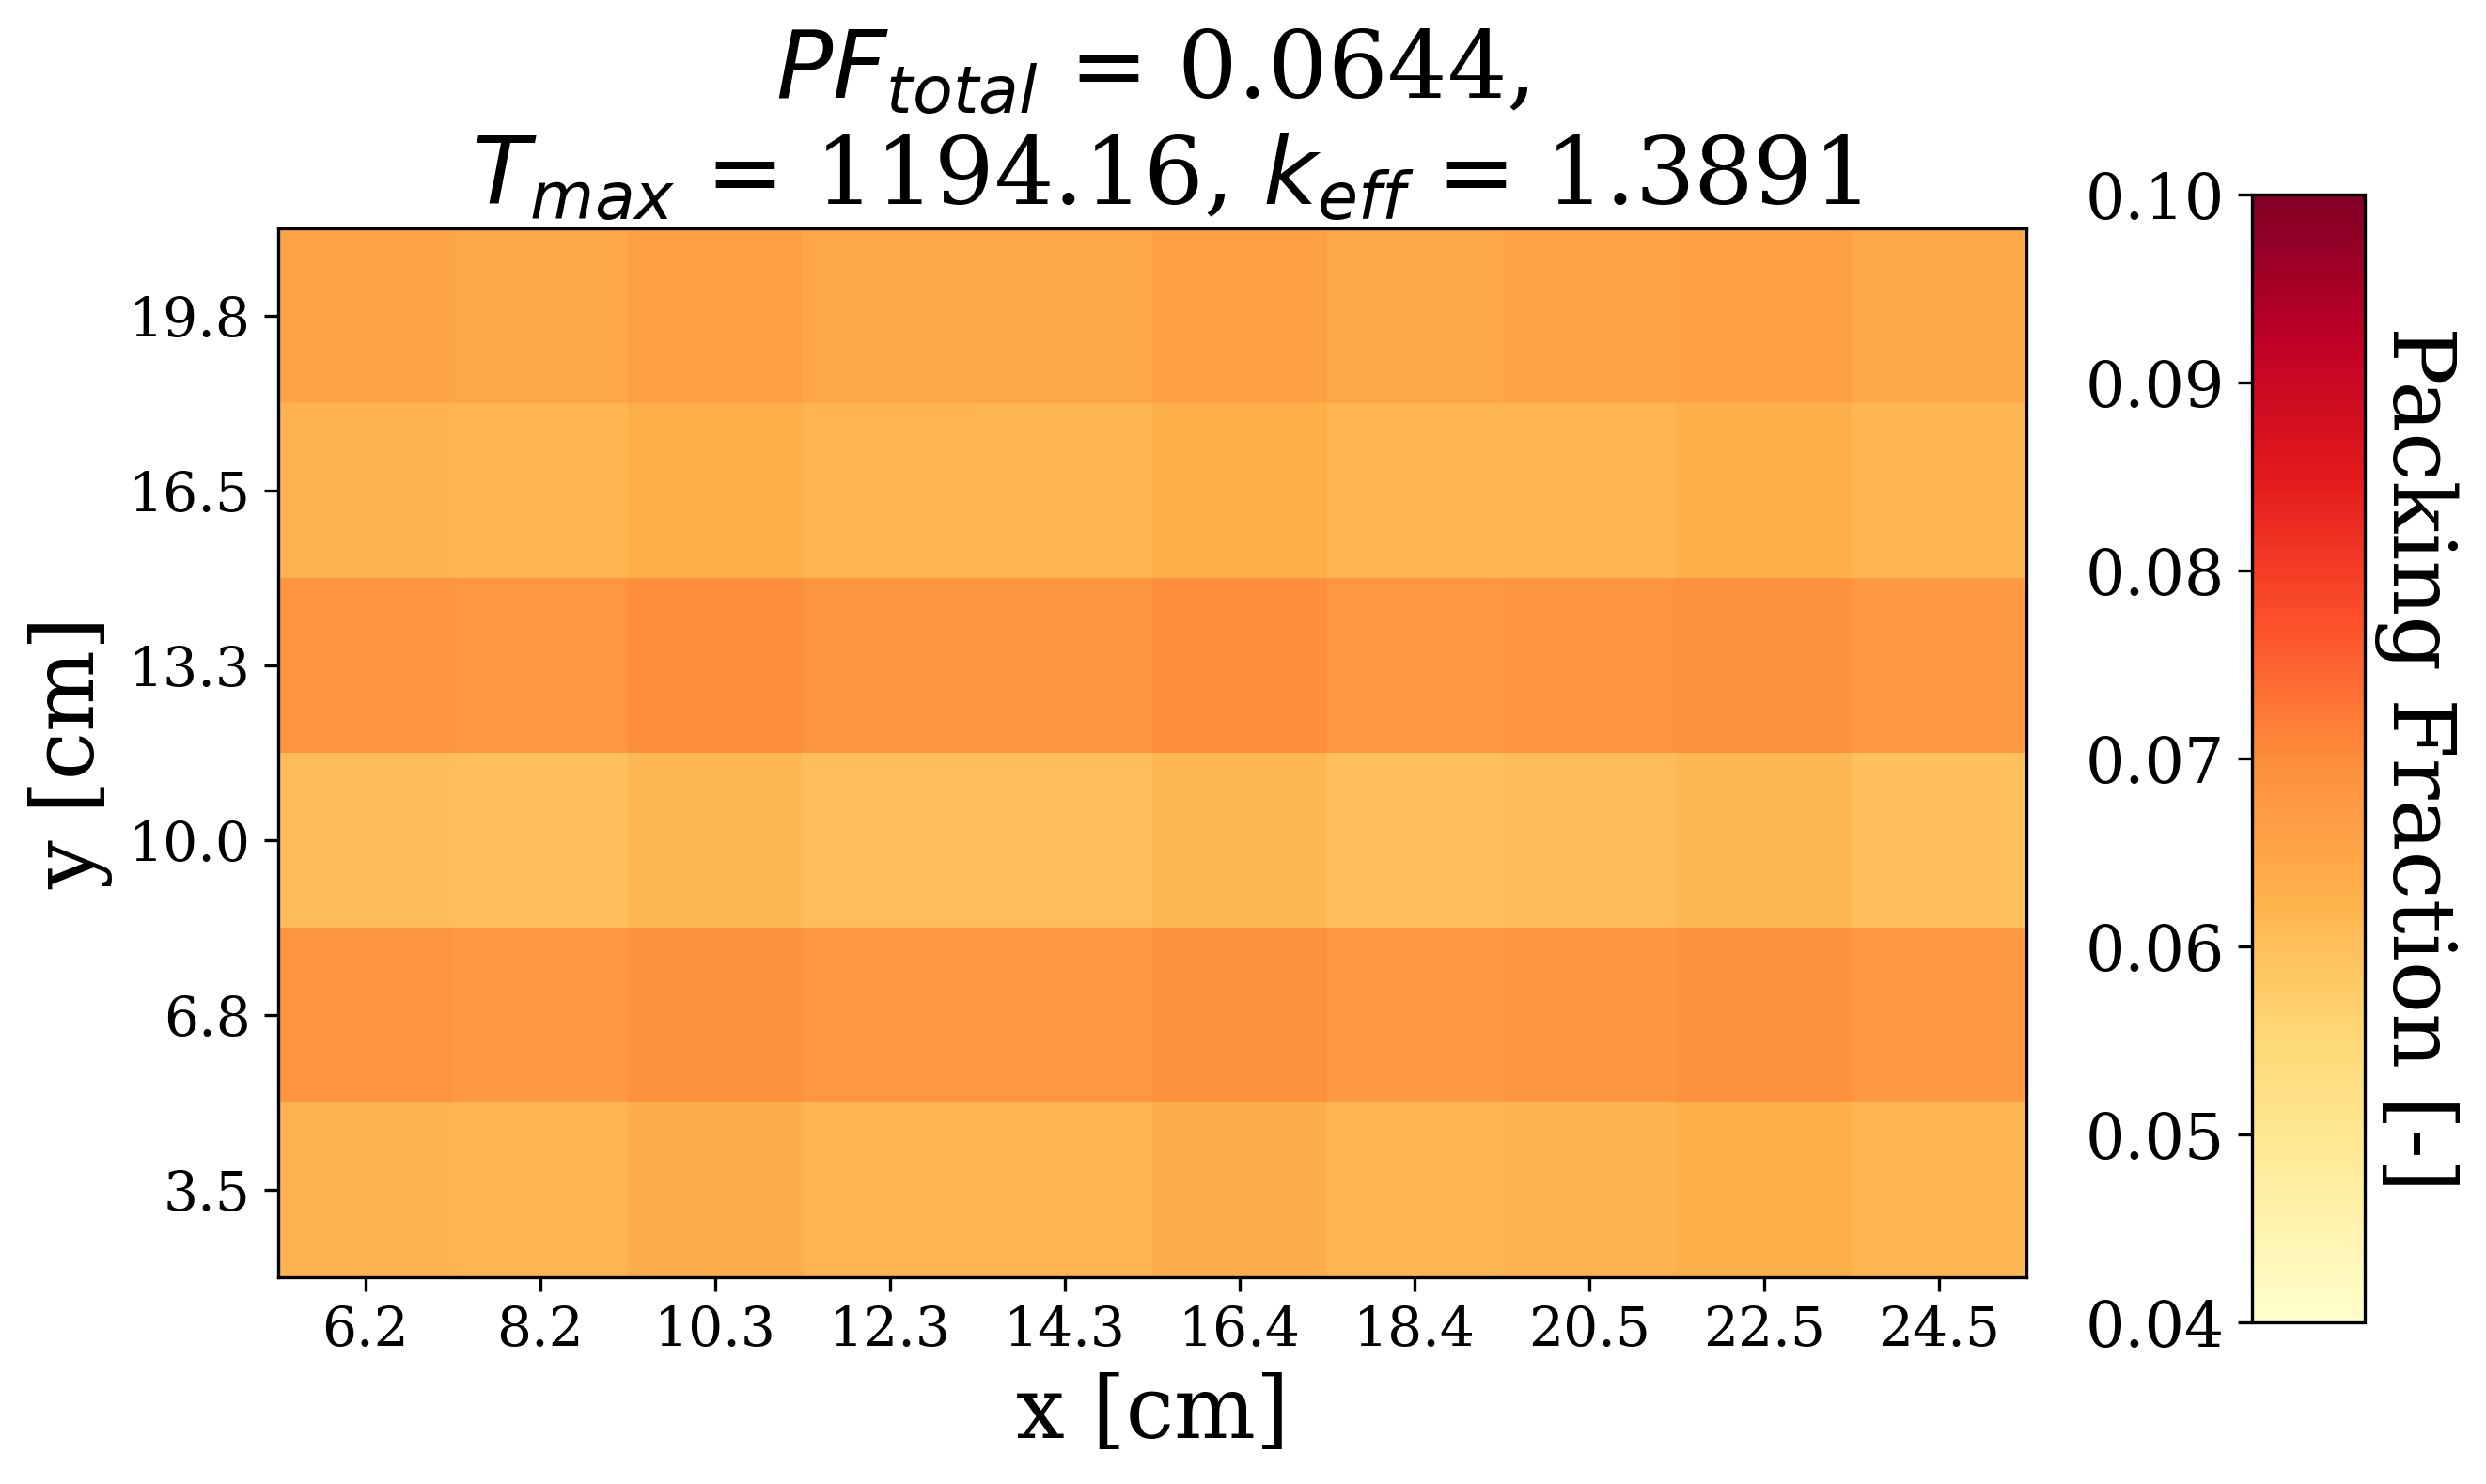 PF_total = 0.0644,
T_max = 1194.16, k_eff = 1.3891
19.8
16.5
13.3
10.0
6.8
3.5
y [cm]
6.2 8.2 10.3 12.3 14.3 16.4 18.4 20.5 22.5 24.5
x [cm]
0.10
0.09
0.08
0.07
0.06
0.05
0.04
Packing Fraction [-]